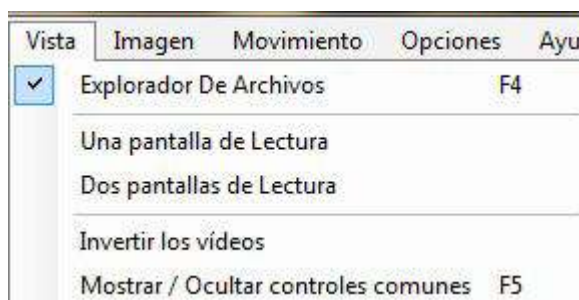 Vista Imagen Movimiento Opciones Ayu
Explorador De Archivos F4
Una pantalla de Lectura
Dos pantallas de Lectura
Invertir los vídeos
Mostrar / Ocultar controles comunes F5